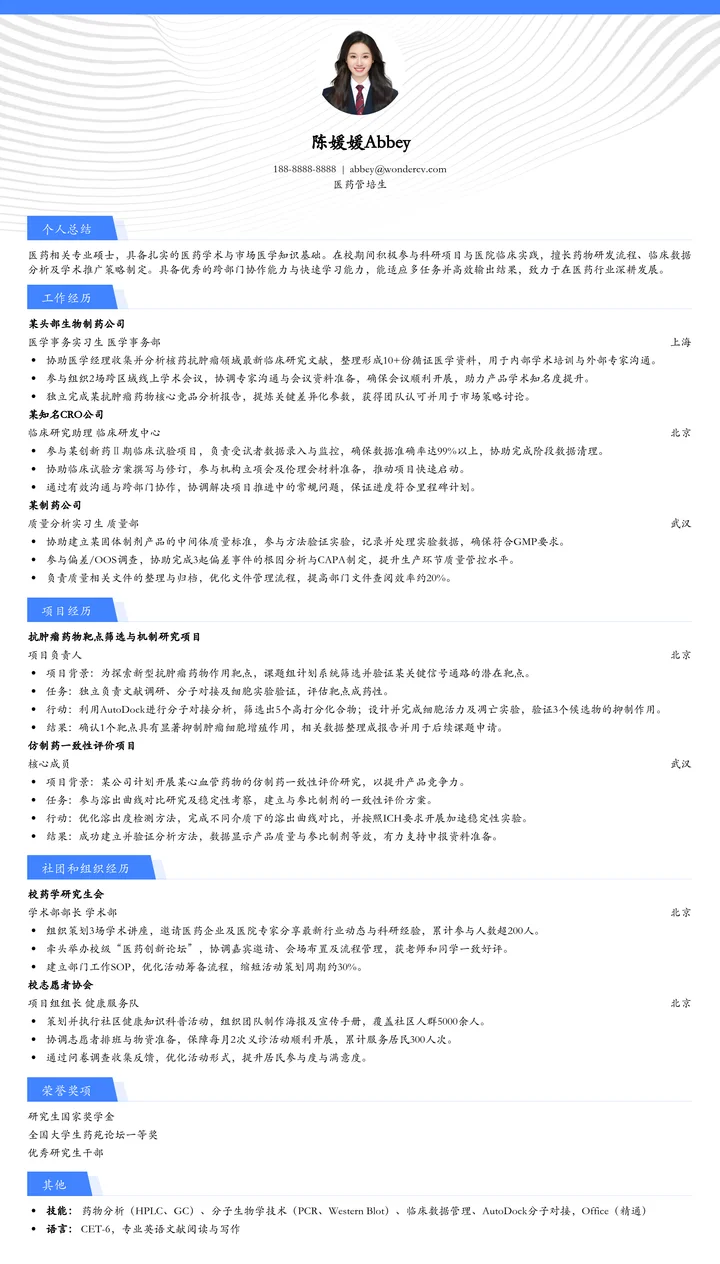 陈媛媛Abbey
188-8888-8888 | abbey@wondercv.com
医药管培生
个人总结
医药相关专业硕士，具备扎实的医药学术与市场医学知识基础。在校期间积极参与科研项目与医院临床实践，擅长药物研发流程、临床数据
分析及学术推广策略制定。具备优秀的跨部门协作能力与快速学习能力，能适应多任务并高效输出结果，致力于在医药行业深耕发展。
工作经历
某头部生物制药公司
医学事务实习生 医学事务部 上海
• 协助医学经理收集并分析核药抗肿瘤领域最新临床研究文献，整理形成10+份循证医学资料，用于内部学术培训与外部专家沟通。
• 参与组织2场跨区域线上学术会议，协调专家沟通与会议资料准备，确保会议顺利开展，助力产品学术知名度提升。
• 独立完成某抗肿瘤药物核心竞品分析报告，提炼关键差异化参数，获得团队认可并用于市场策略讨论。
某知名CRO公司
临床研究助理 临床研发中心 北京
• 参与某创新药Ⅱ期临床试验项目，负责受试者数据录入与监控，确保数据准确率达99%以上，协助完成阶段数据清理。
• 协助临床试验方案撰写与修订，参与机构立项会及伦理会材料准备，推动项目快速启动。
• 通过有效沟通与跨部门协作，协调解决项目推进中的常规问题，保证进度符合里程碑计划。
某制药公司
质量分析实习生 质量部 武汉
• 协助建立某固体制剂产品的中间体质量标准，参与方法验证实验，记录并处理实验数据，确保符合GMP要求。
• 参与偏差/OOS调查，协助完成3起偏差事件的根因分析与CAPA制定，提升生产环节质量管控水平。
• 负责质量相关文件的整理与归档，优化文件管理流程，提高部门文件查阅效率约20%。
项目经历
抗肿瘤药物靶点筛选与机制研究项目
项目负责人 北京
• 项目背景：为探索新型抗肿瘤药物作用靶点，课题组计划系统筛选并验证某关键信号通路的潜在靶点。
• 任务：独立负责文献调研、分子对接及细胞实验验证，评估靶点成药性。
• 行动：利用AutoDock进行分子对接分析，筛选出5个高打分化合物；设计并完成细胞活力及凋亡实验，验证3个候选物的抑制作用。
• 结果：确认1个靶点具有显著抑制肿瘤细胞增殖作用，相关数据整理成报告并用于后续课题申请。
仿制药一致性评价项目
核心成员 武汉
• 项目背景：某公司计划开展某心血管药物的仿制药一致性评价研究，以提升产品竞争力。
• 任务：参与溶出曲线对比研究及稳定性考察，建立与参比制剂的一致性评价方案。
• 行动：优化溶出度检测方法，完成不同介质下的溶出曲线对比，并按照ICH要求开展加速稳定性实验。
• 结果：成功建立并验证分析方法，数据显示产品质量与参比制剂等效，有力支持申报资料准备。
社团和组织经历
校药学研究生会
学术部部长 学术部 北京
• 组织策划3场学术讲座，邀请医药企业及医院专家分享最新行业动态与科研经验，累计参与人数超200人。
• 牵头举办校级“医药创新论坛”，协调嘉宾邀请、会场布置及流程管理，获老师和同学一致好评。
• 建立部门工作SOP，优化活动筹备流程，缩短活动策划周期约30%。
校志愿者协会
项目组组长 健康服务队 北京
• 策划并执行社区健康知识科普活动，组织团队制作海报及宣传手册，覆盖社区人群5000余人。
• 协调志愿者排班与物资准备，保障每月2次义诊活动顺利开展，累计服务居民300人次。
• 通过问卷调查收集反馈，优化活动形式，提升居民参与度与满意度。
荣誉奖项
研究生国家奖学金
全国大学生药苑论坛一等奖
优秀研究生干部
其他
• 技能： 药物分析（HPLC、GC）、分子生物学技术（PCR、Western Blot）、临床数据管理、AutoDock分子对接，Office（精通）
• 语言： CET-6，专业英语文献阅读与写作